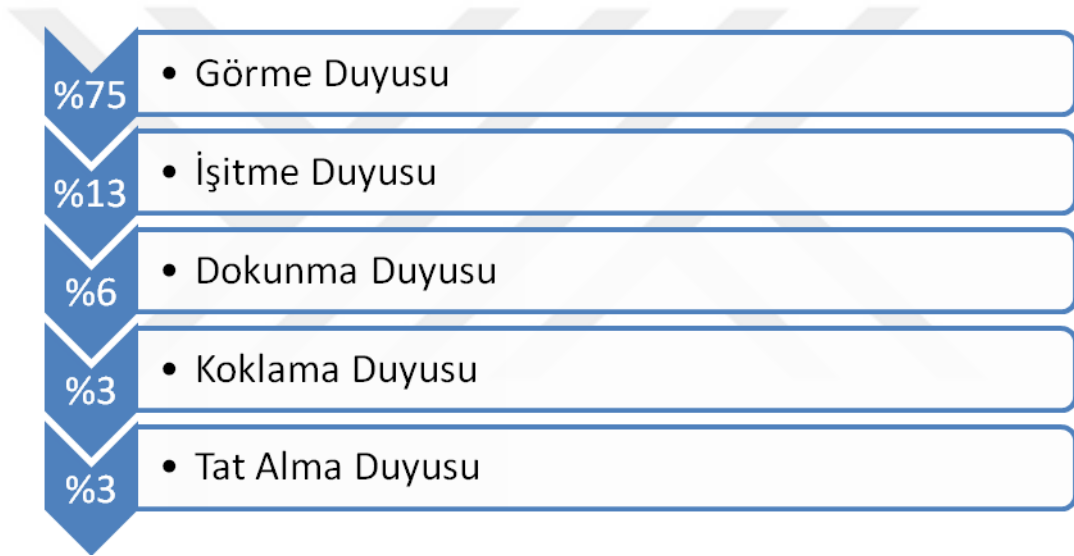 %75 • Görme Duyusu
%13 • İşitme Duyusu
%6 • Dokunma Duyusu
%3 • Koklama Duyusu
%3 • Tat Alma Duyusu